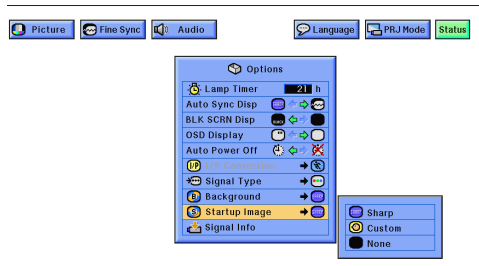 Picture
Fine Sync
Audio
Language
PRJ Mode
Status
Options
Lamp Timer 21 h
Auto Sync Disp
BLK SCRN Disp
OSD Display
Auto Power Off
I/P
Signal Type
B Background
S Startup Image
Signal Info
Sharp
Custom
None